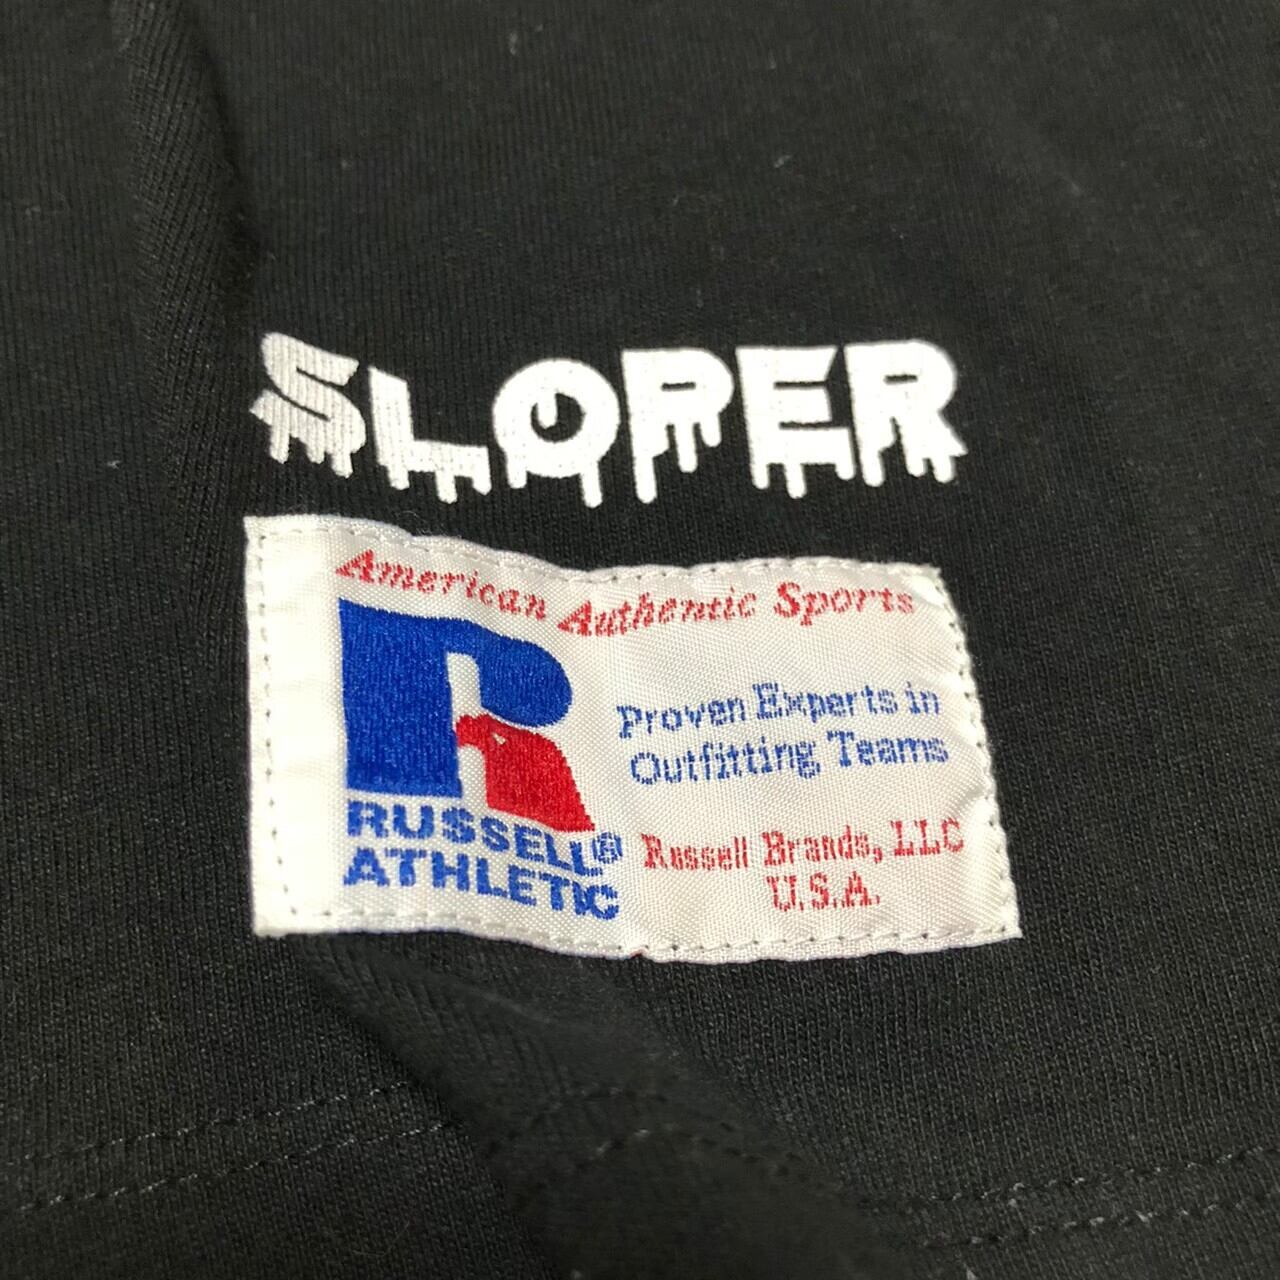 SLOPER
American Authentic Sports
Proven Experts in
Outfitting Teams
RUSSELL®
ATHLETIC
Russell Brands, LLC
U.S.A.